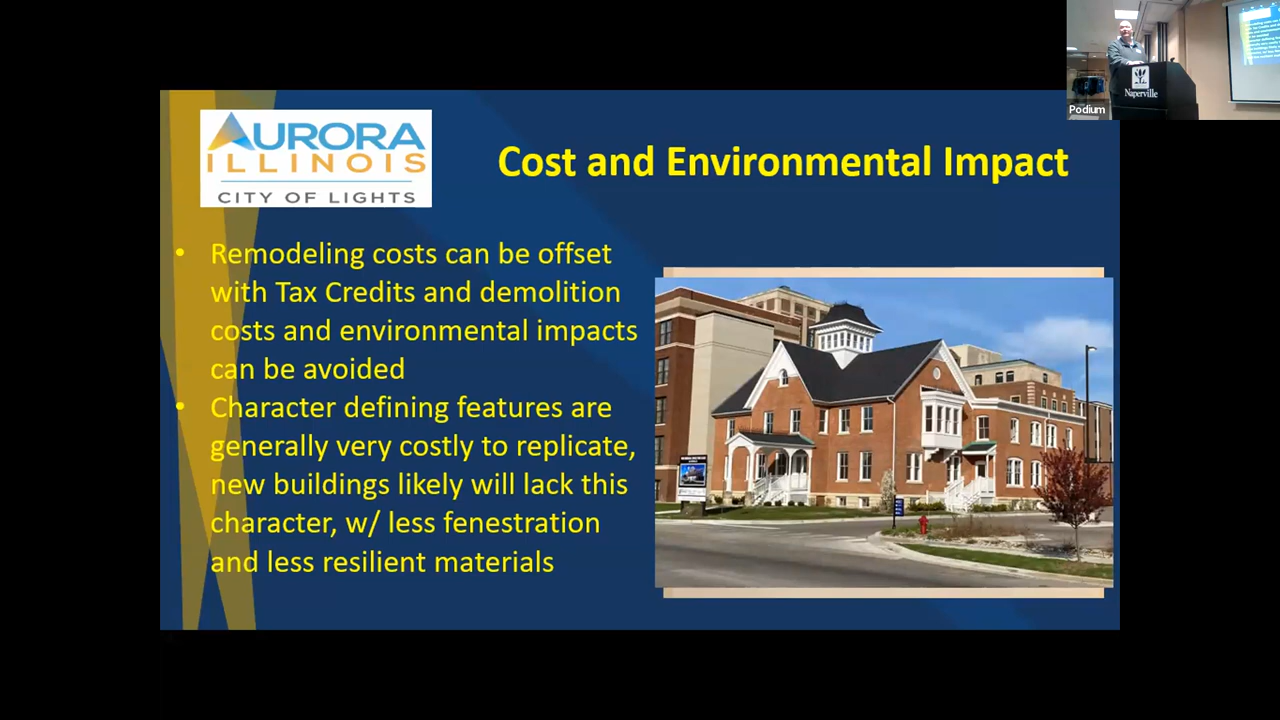 AURORA
ILLINOIS
CITY OF LIGHTS
Cost and Environmental Impact
• Remodeling costs can be offset
with Tax Credits and demolition
costs and environmental impacts
can be avoided
• Character defining features are
generally very costly to replicate,
new buildings likely will lack this
character, w/ less fenestration
and less resilient materials
Naperville
Podium